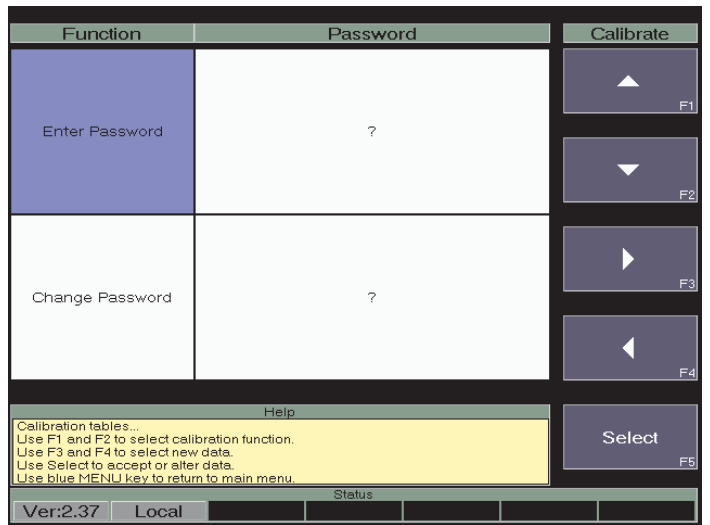 Function Password Calibrate
F1
Enter Password ?
F2
F3
Change Password ?
F4
Help
Calibration tables...
Use F1 and F2 to select calibration function.
Use F3 and F4 to select new data.
Use Select to accept or alter data.
Use blue MENU key to return to main menu.
Select
F5
Status
Ver:2.37 Local